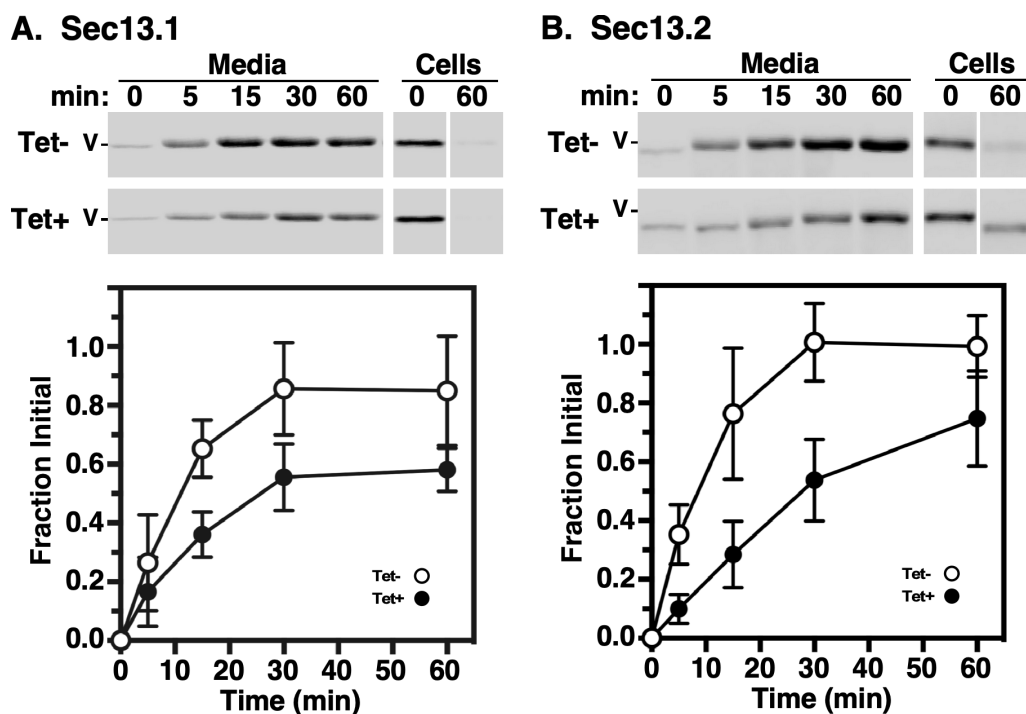 A. Sec13.1
Media Cells
min: 0 5 15 30 60 0 60
Tet- V-
Tet+ V-
Fraction Initial
1.0
0.8
0.6
0.4
0.2
0.0
Tet-
Tet+
0 10 20 30 40 50 60
Time (min)
B. Sec13.2
Media Cells
min: 0 5 15 30 60 0 60
Tet- V-
Tet+ V-
Fraction Initial
1.0
0.8
0.6
0.4
0.2
0.0
Tet-
Tet+
0 10 20 30 40 50 60
Time (min)